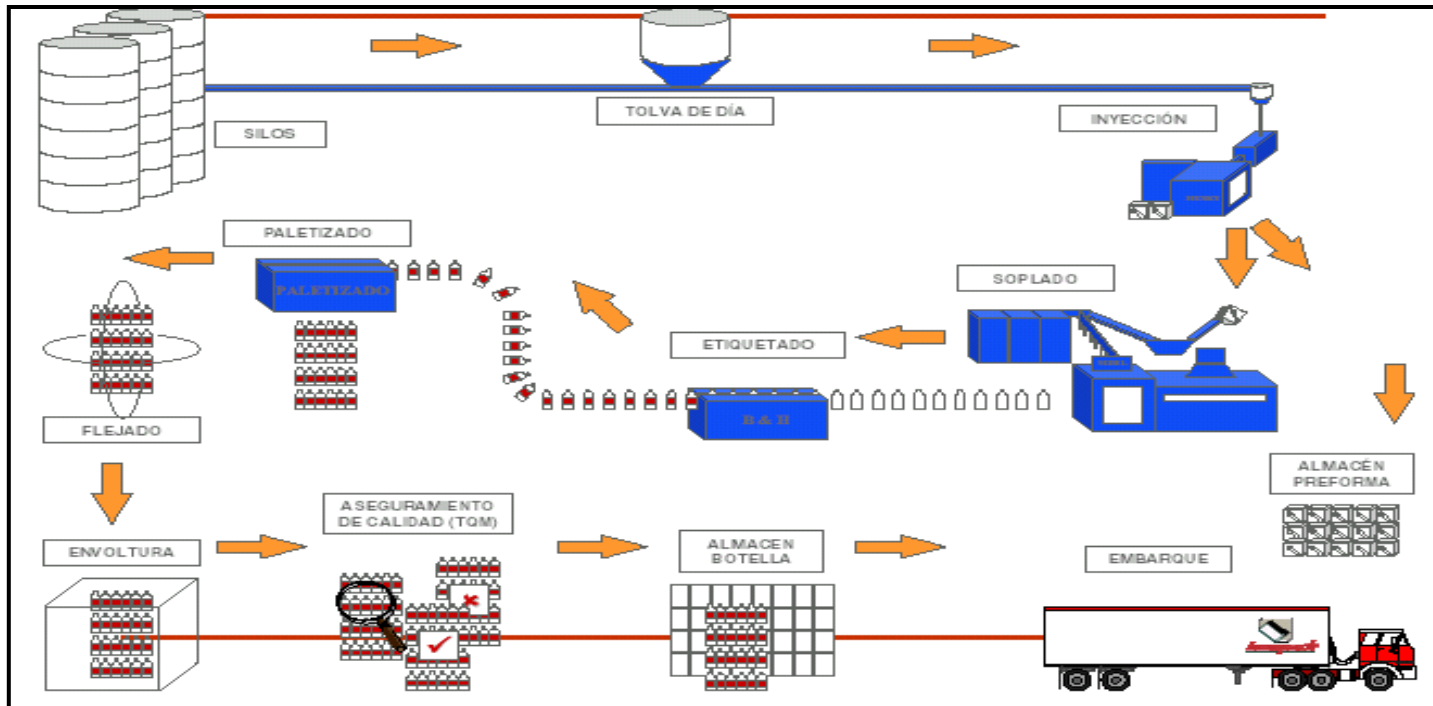 SILOS
TOLVA DE DÍA
INYECCIÓN
PALETIZADO
PALETIZADO
SOPLADO
ETIQUETADO
B & H
FLEJADO
ALMACÉN
PREFORMA
ENVOLTURA
ASEGURAMIENTO
DE CALIDAD (TQM)
ALMACEN
BOTELLA
EMBARQUE